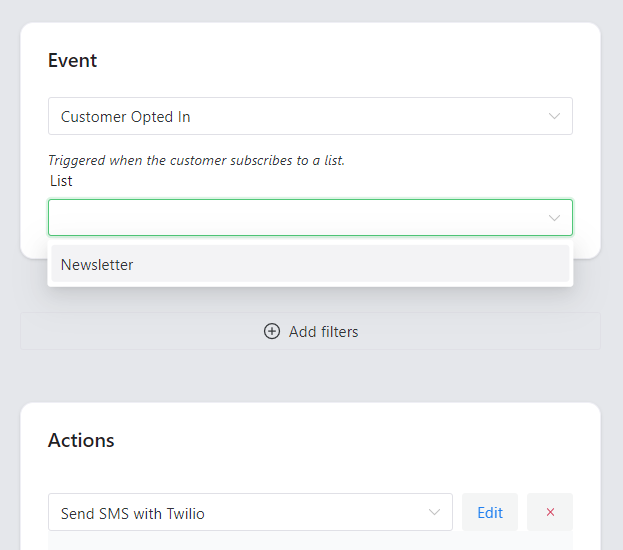 Event
Customer Opted In
Triggered when the customer subscribes to a list.
List
Newsletter
Add filters
Actions
Send SMS with Twilio
Edit